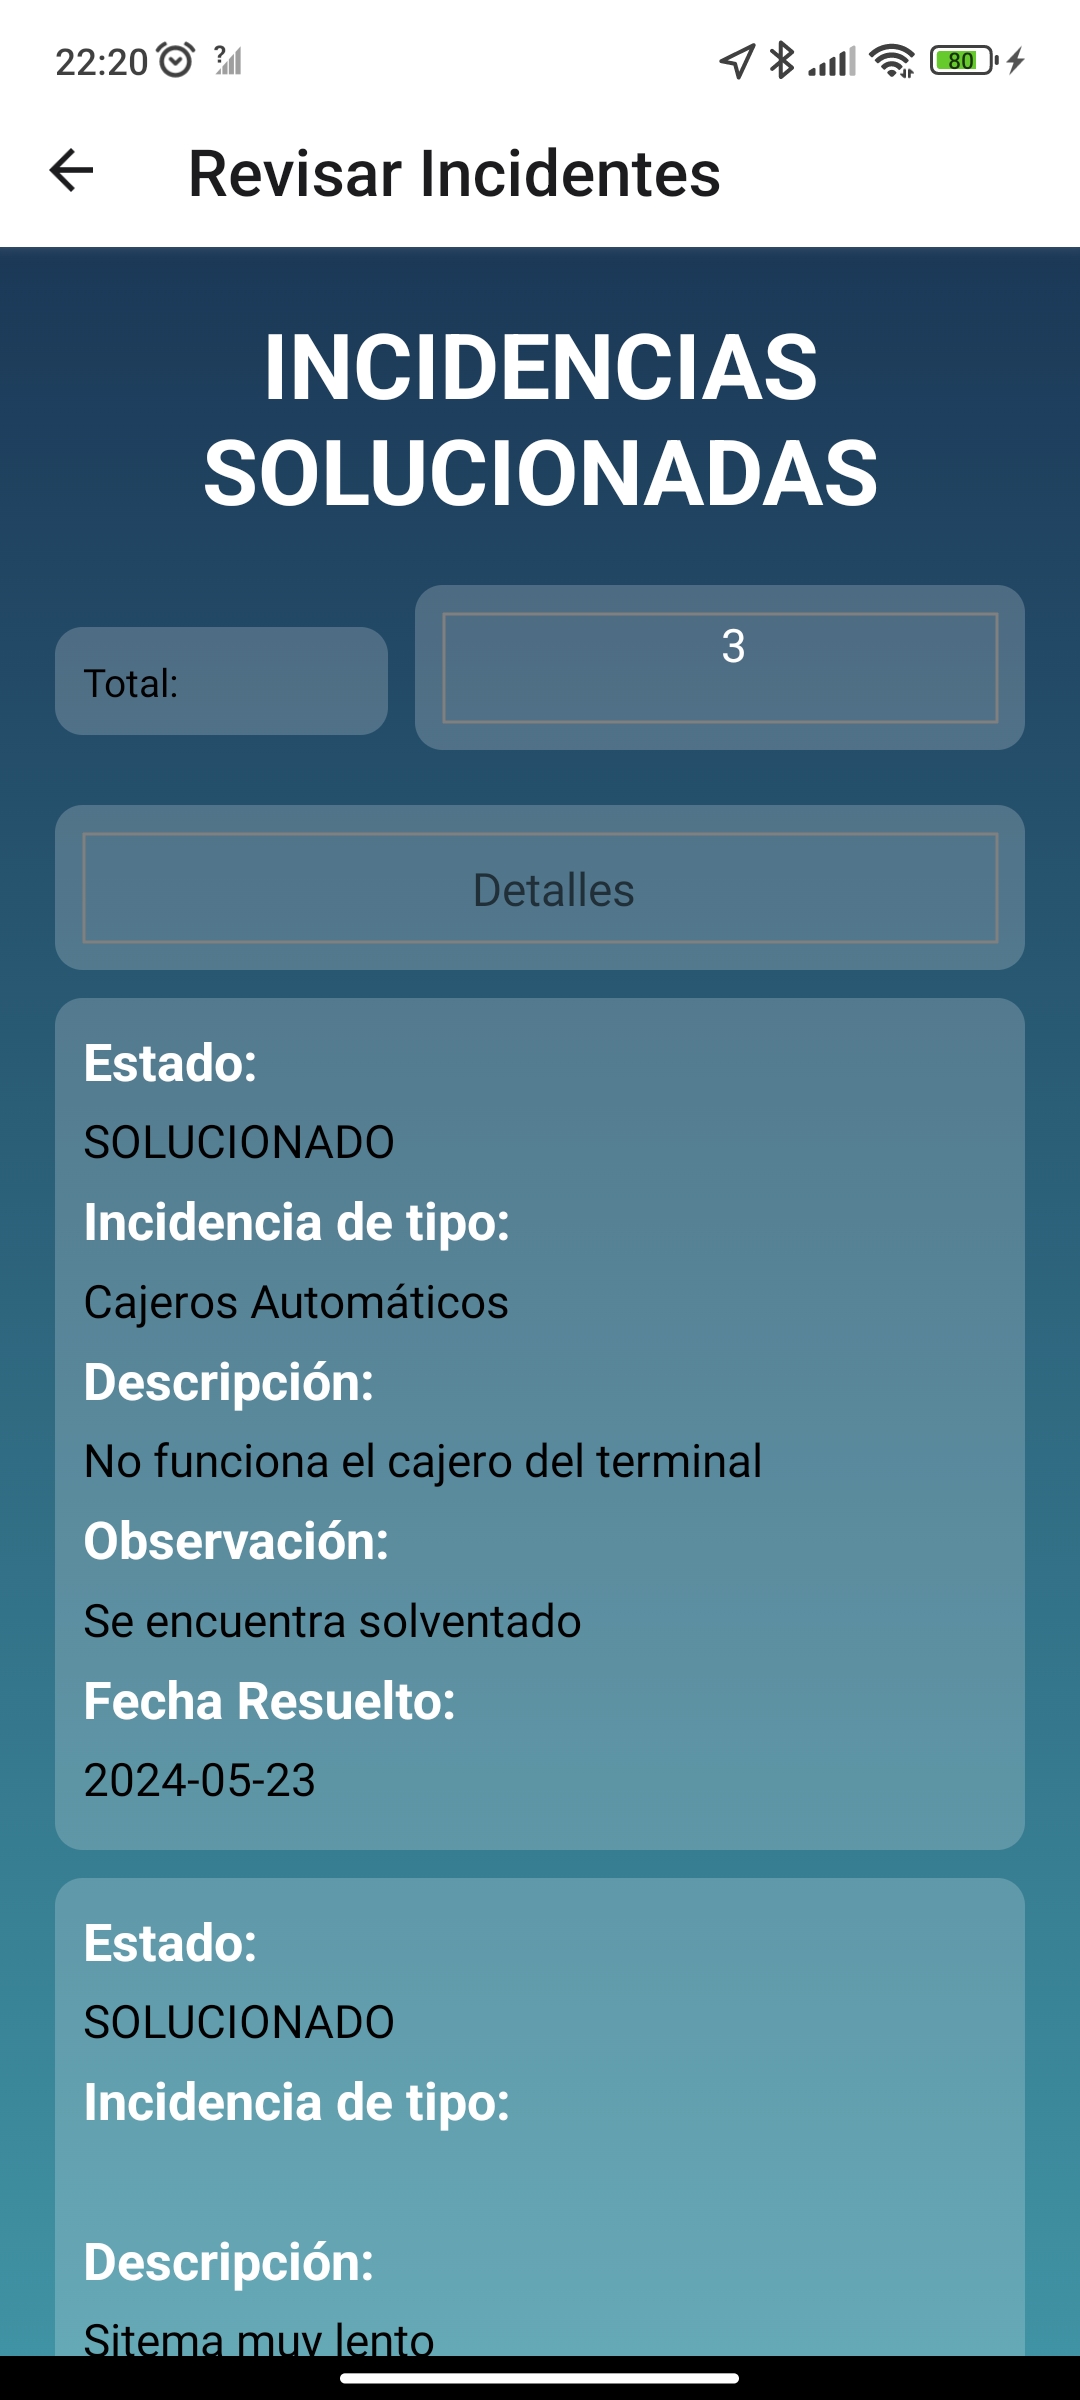 22:20
80
Revisar Incidentes
INCIDENCIAS
SOLUCIONADAS
Total:
3
Detalles
Estado:
SOLUCIONADO
Incidencia de tipo:
Cajeros Automáticos
Descripción:
No funciona el cajero del terminal
Observación:
Se encuentra solventado
Fecha Resuelto:
2024-05-23
Estado:
SOLUCIONADO
Incidencia de tipo:
Descripción:
Sitema muy lento